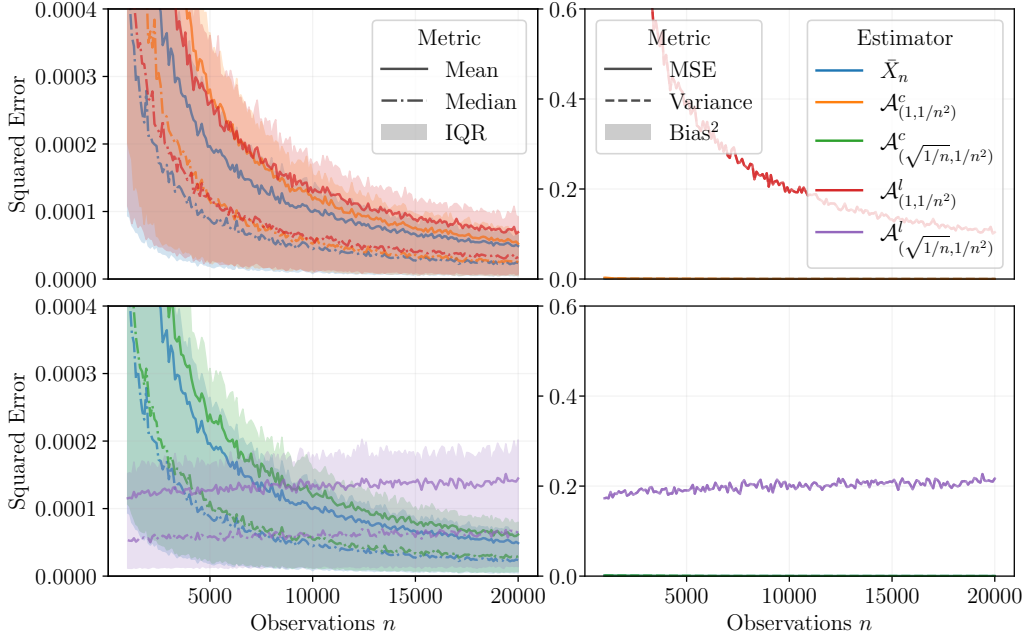 0.0004
0.0003
0.0002
0.0001
0.0000
Squared Error
Metric
Mean
Median
IQR
0.6
0.4
0.2
0.0
Metric
MSE
Variance
Bias²
Estimator
X̄ₙ
𝒜ᶜ₍₁,₁/ₙ²₎
𝒜ᶜ_(√1/n,1/n²)
𝒜ˡ_(1,1/n²)
𝒜ˡ_(√1/n,1/n²)
0.0004
0.0003
0.0002
0.0001
0.0000
Squared Error
5000
10000
15000
20000
Observations n
0.6
0.4
0.2
0.0
5000
10000
15000
20000
Observations n